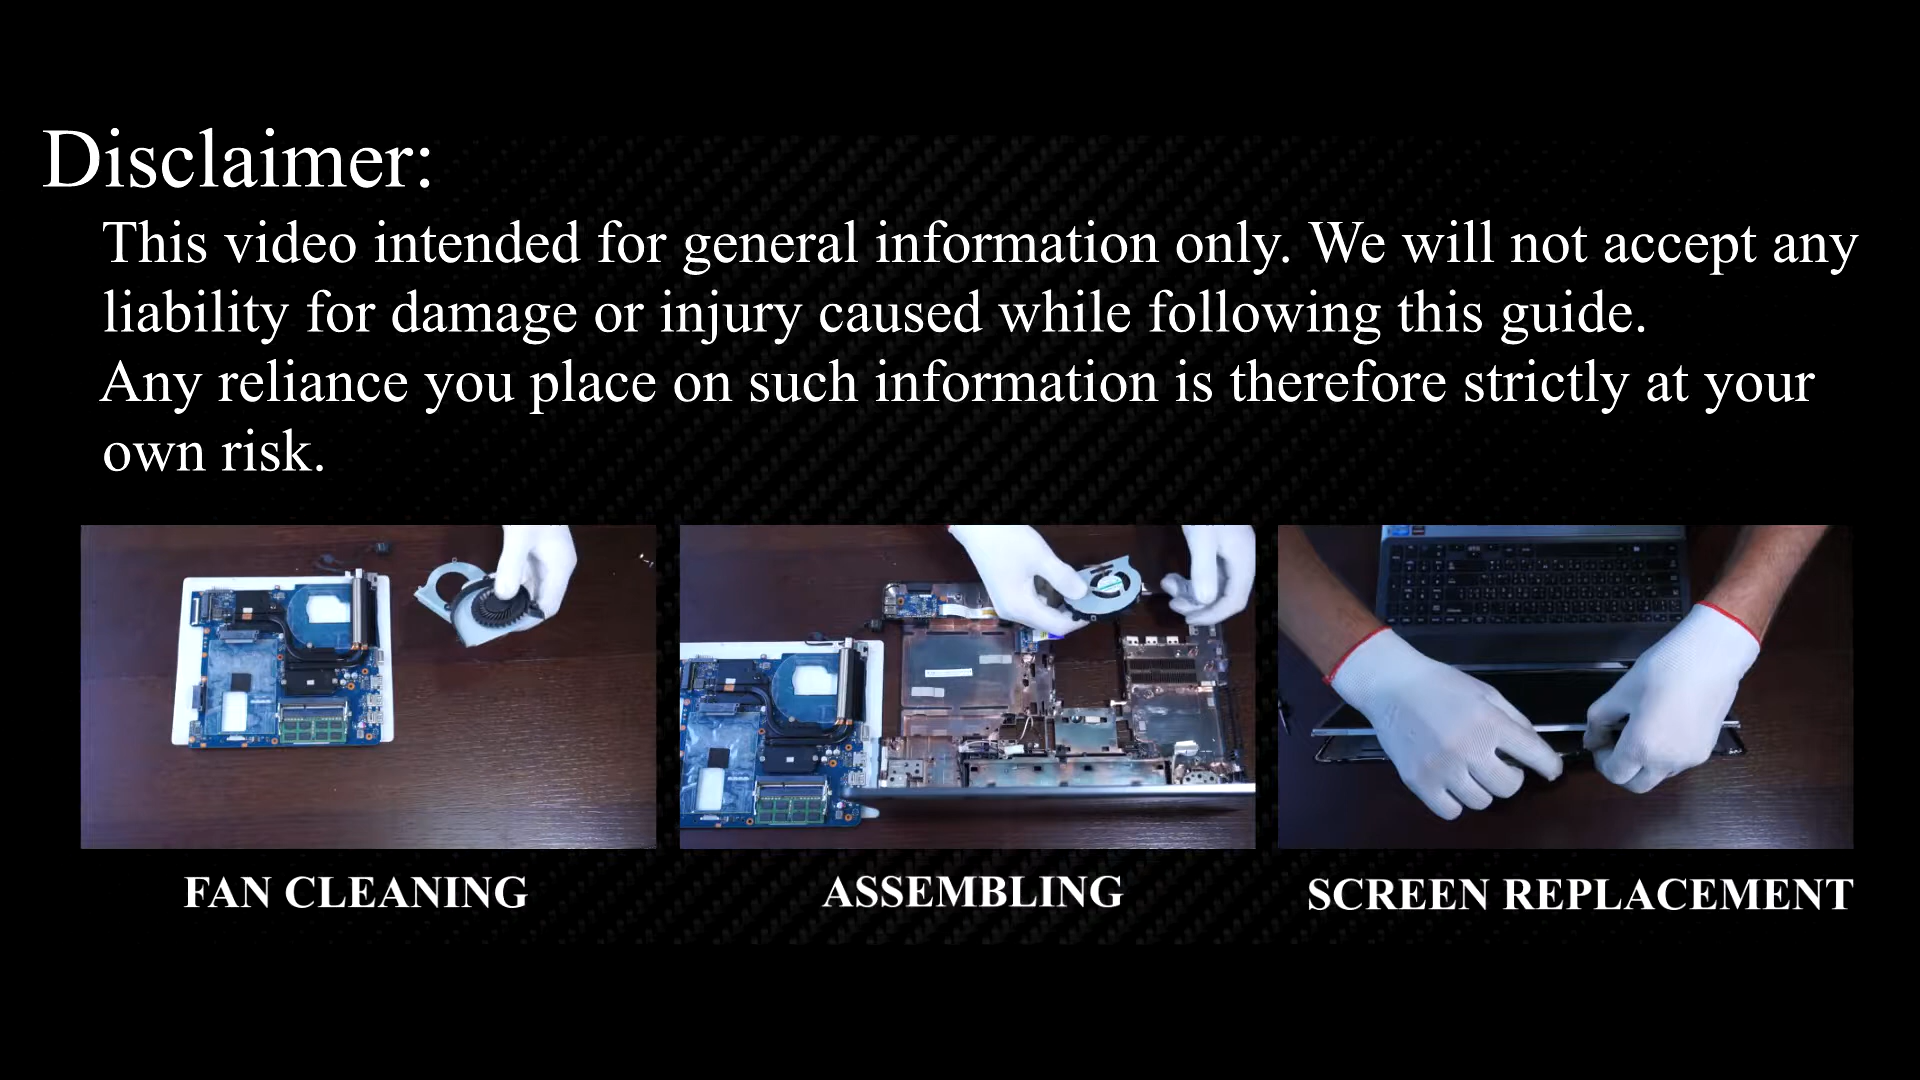 Disclaimer:
This video intended for general information only. We will not accept any
liability for damage or injury caused while following this guide.
Any reliance you place on such information is therefore strictly at your
own risk.
FAN CLEANING
ASSEMBLING
SCREEN REPLACEMENT